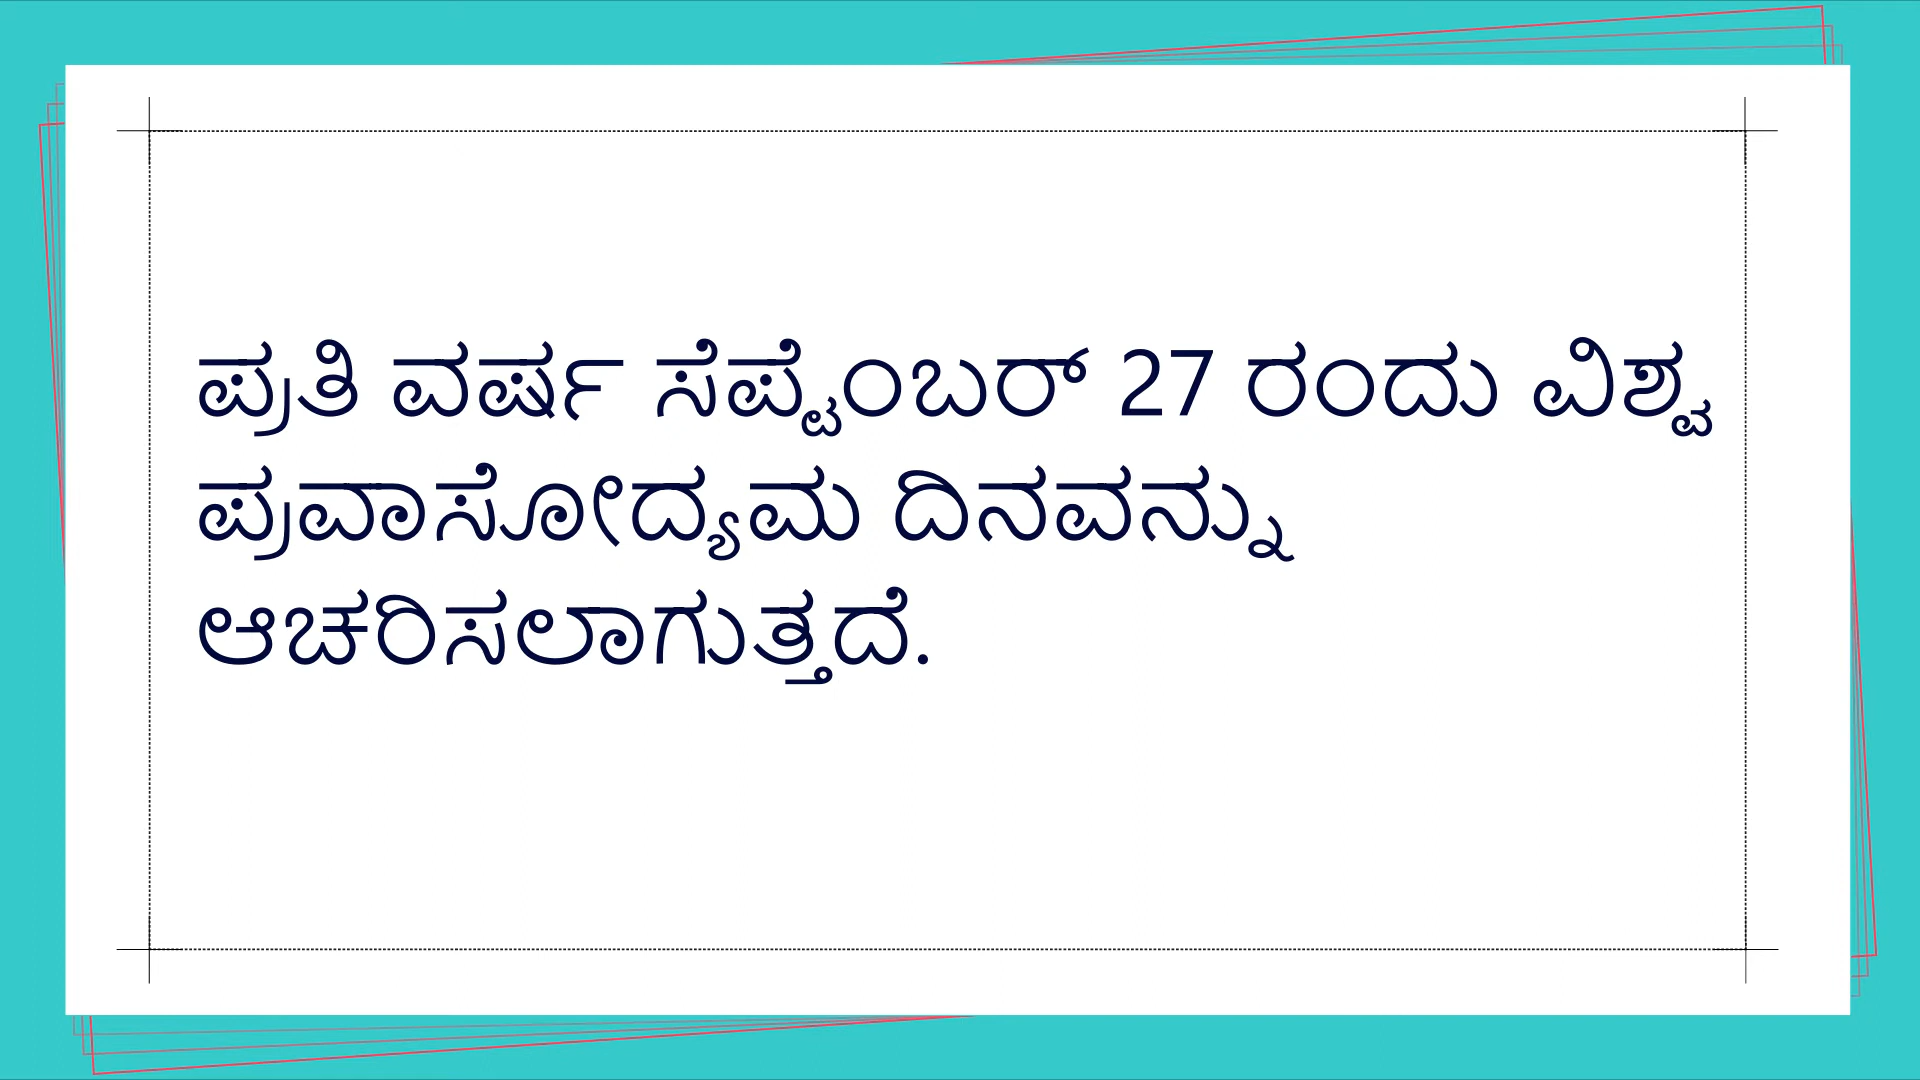 ಪ್ರತಿ ವರ್ಷ ಸೆಪ್ಟೆಂಬರ್ 27 ರಂದು ವಿಶ್ವ
ಪ್ರವಾಸೋದ್ಯಮ ದಿನವನ್ನು
ಆಚರಿಸಲಾಗುತ್ತದೆ.